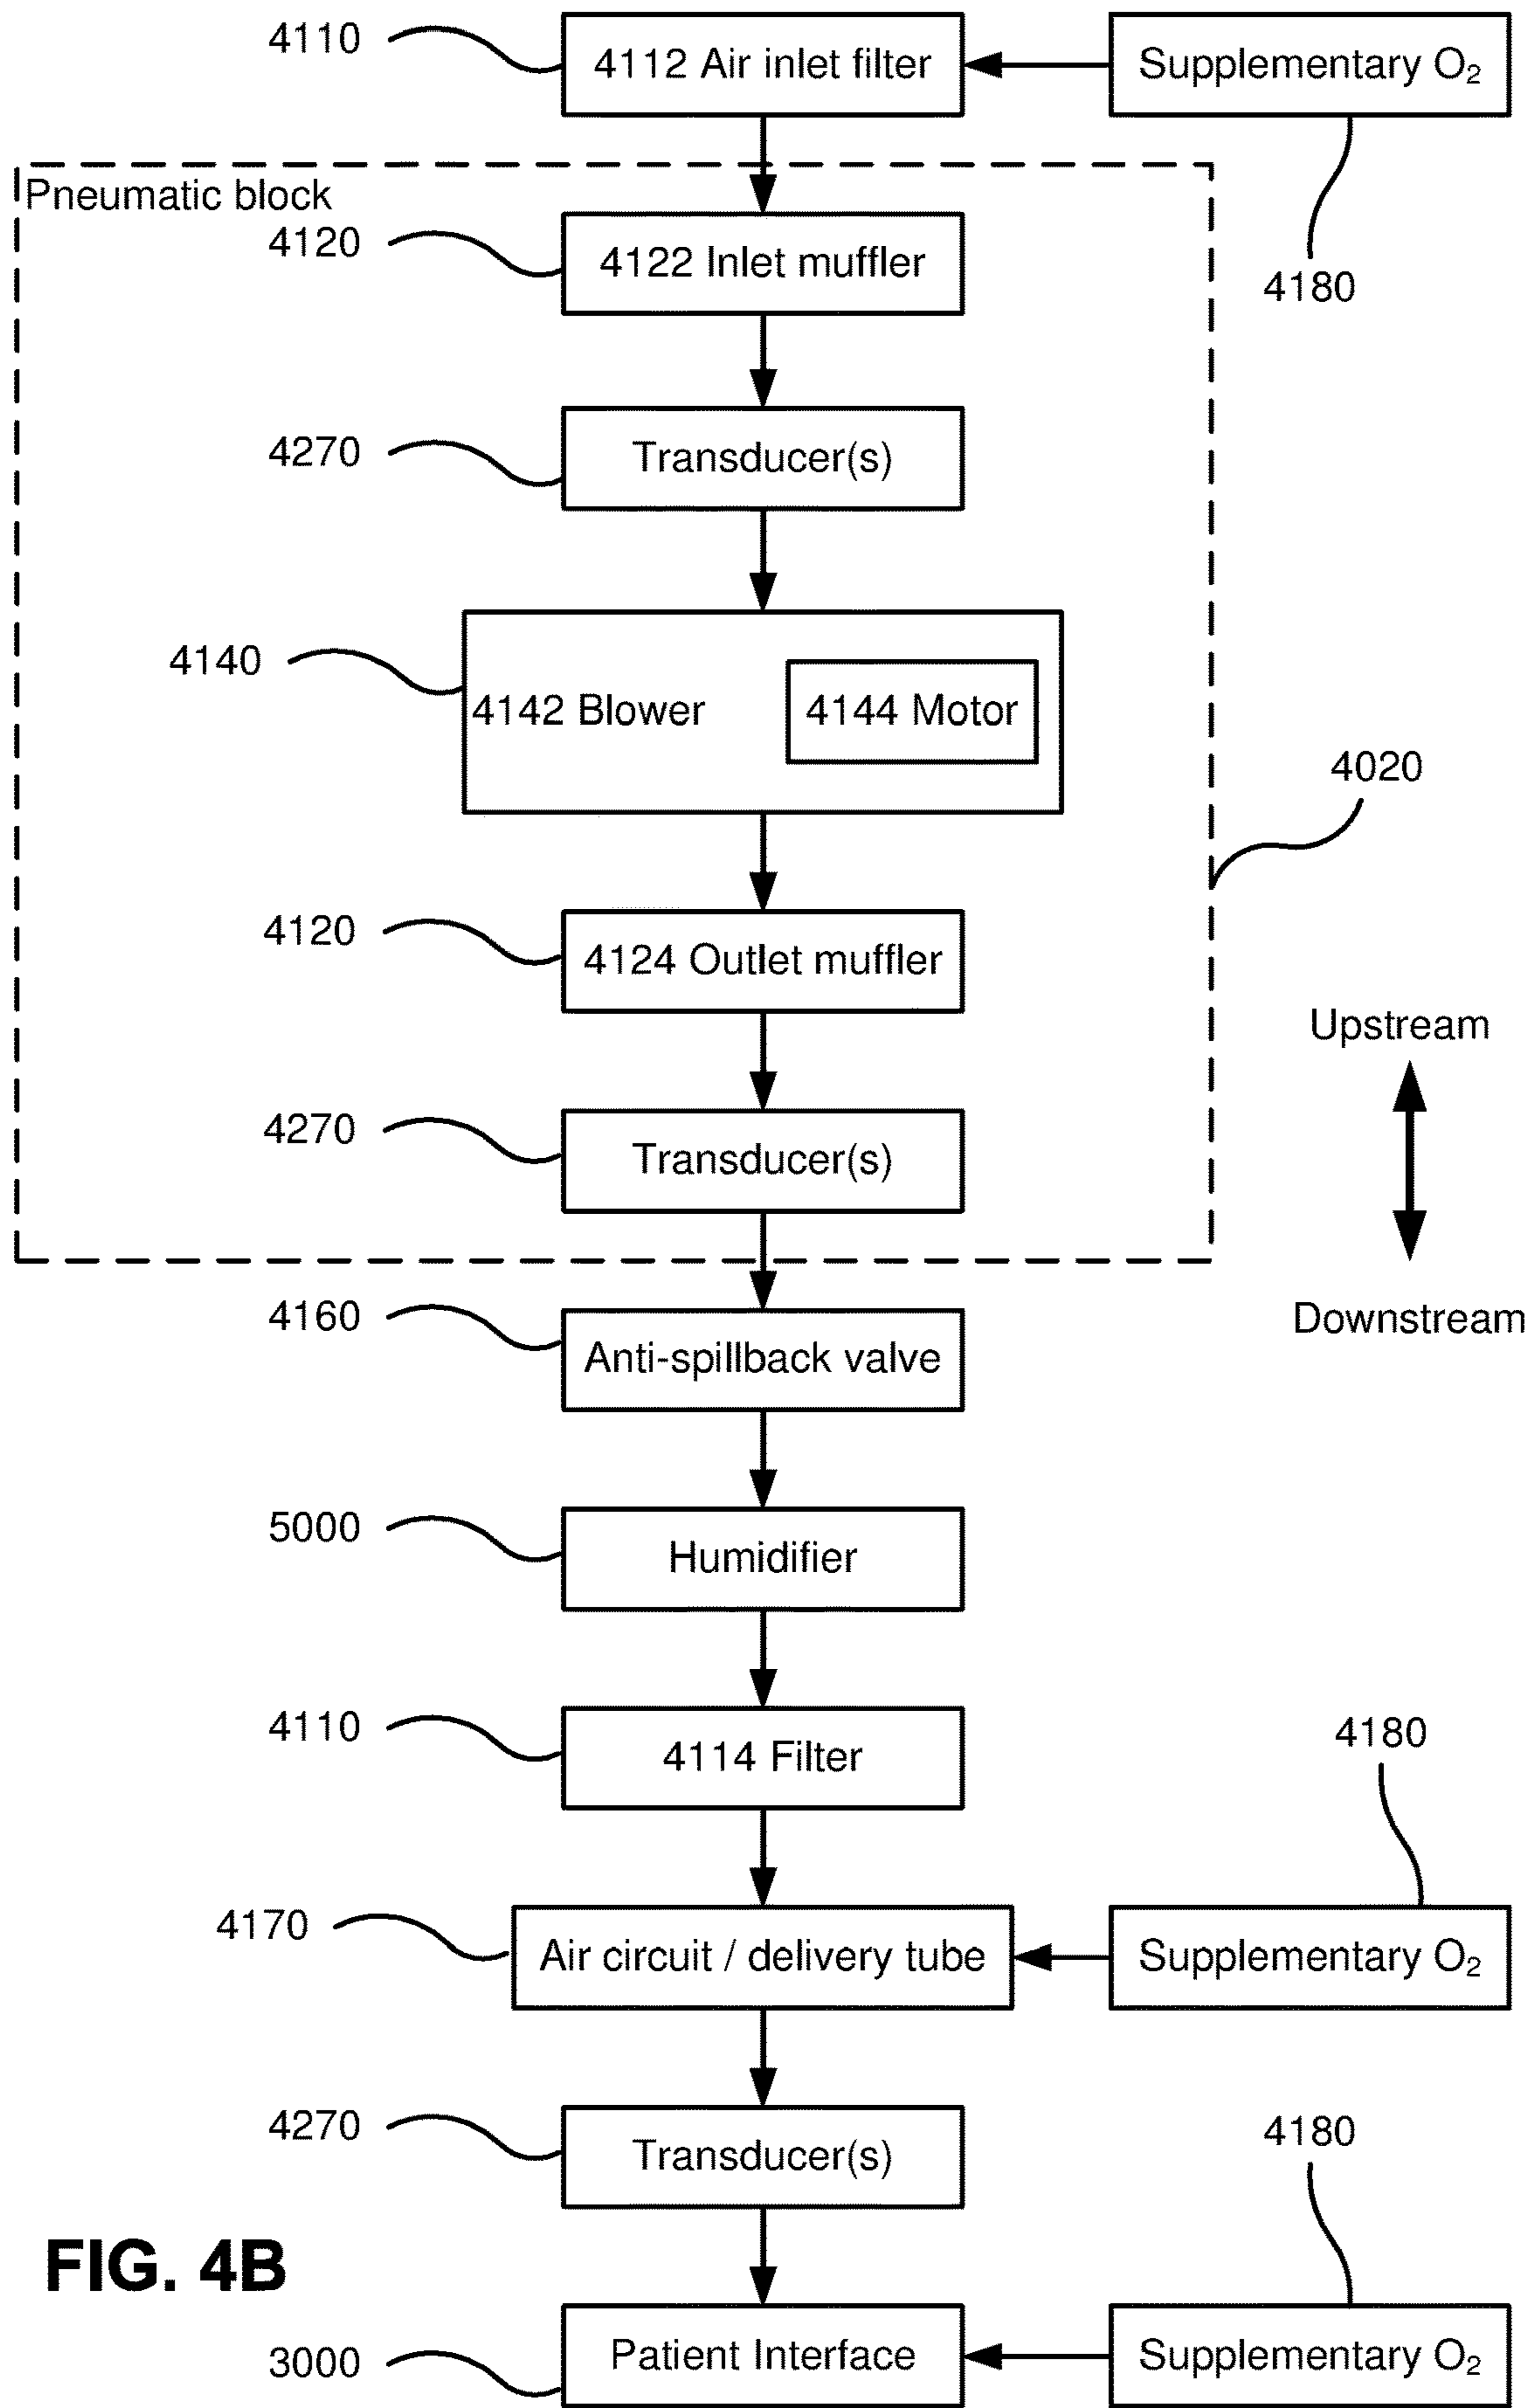 4110
4112 Air inlet filter
Supplementary O₂
Pneumatic block
4120
4122 Inlet muffler
4180
4270
Transducer(s)
4140
4142 Blower
4144 Motor
4020
4120
4124 Outlet muffler
Upstream
4270
Transducer(s)
4160
Anti-spillback valve
Downstream
5000
Humidifier
4110
4114 Filter
4180
4170
Air circuit / delivery tube
Supplementary O₂
4270
Transducer(s)
4180
FIG. 4B
3000
Patient Interface
Supplementary O₂